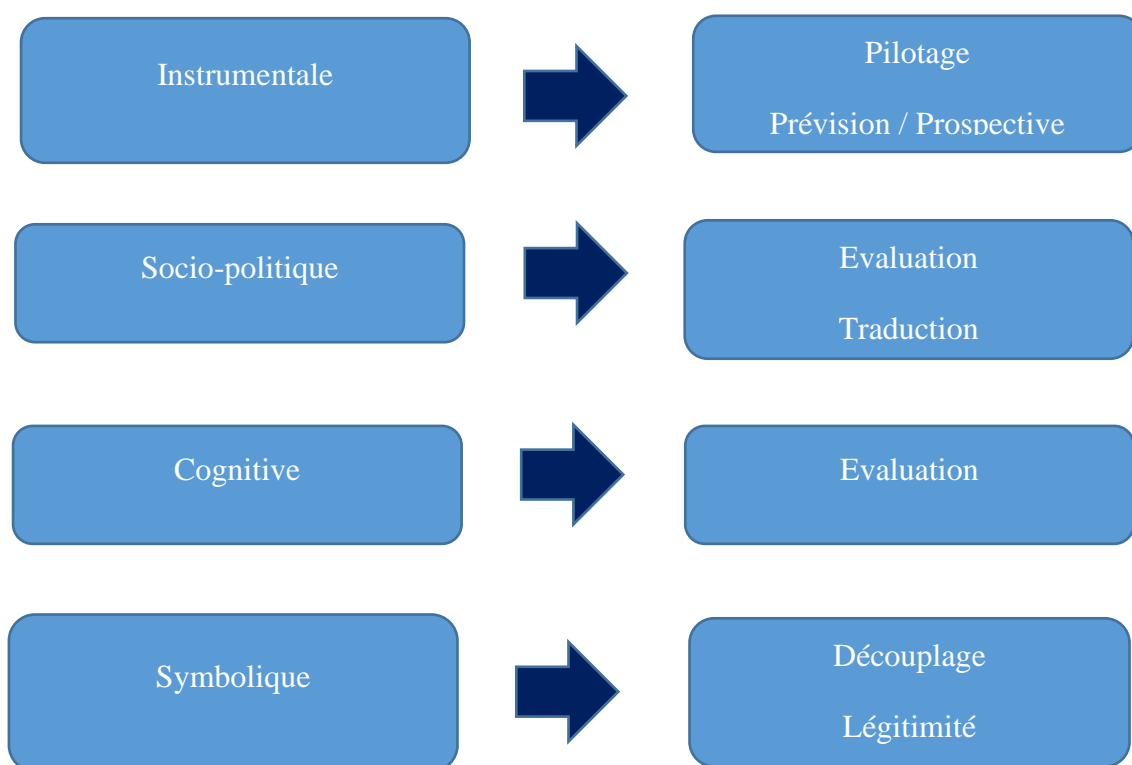 Instrumentale
Pilotage
Prévision / Prospective
Socio-politique
Evaluation
Traduction
Cognitive
Evaluation
Symbolique
Découplage
Légitimité